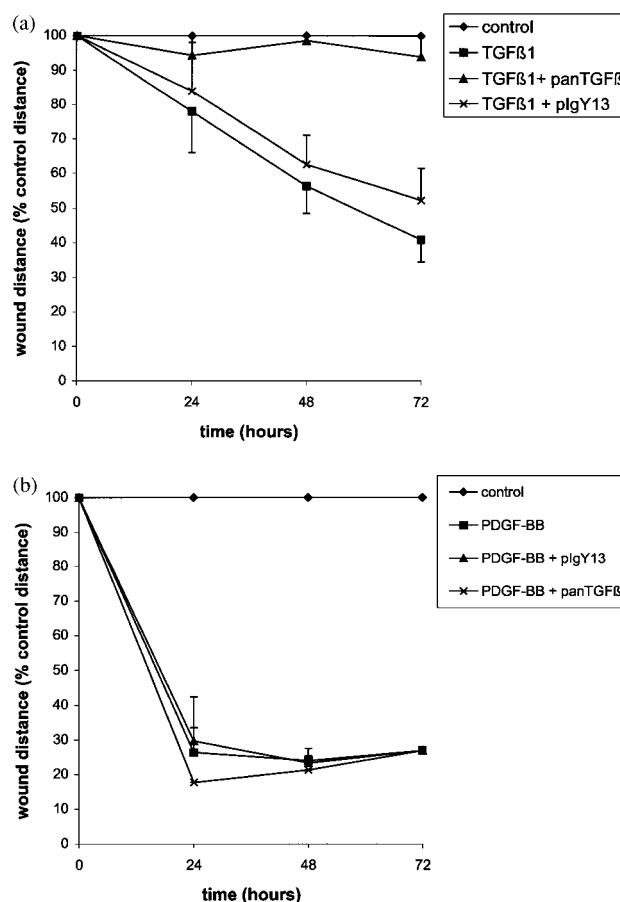 (a)
100
90
80
70
60
50
40
30
20
10
0
wound distance (% control distance)
0 24 48 72
time (hours)
control
TGFß1
TGFß1+ panTGFß
TGFß1 + pIgY13
(b)
100
90
80
70
60
50
40
30
20
10
0
wound distance (% control distance)
0 24 48 72
time (hours)
control
PDGF-BB
PDGF-BB + pIgY13
PDGF-BB + panTGFß